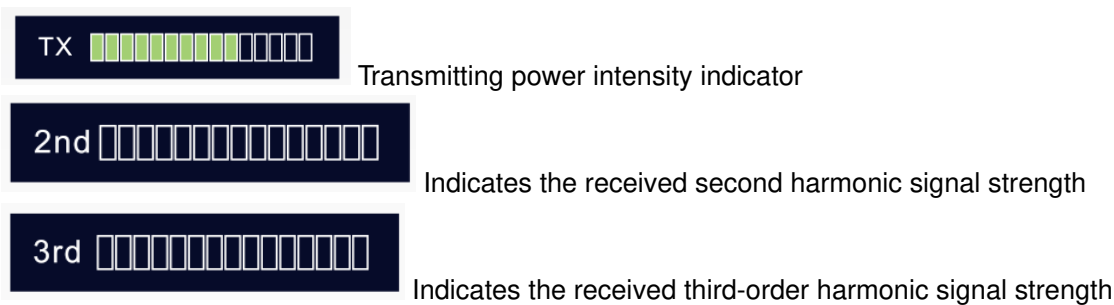 TX Transmitting power intensity indicator
2nd Indicates the received second harmonic signal strength
3rd Indicates the received third-order harmonic signal strength